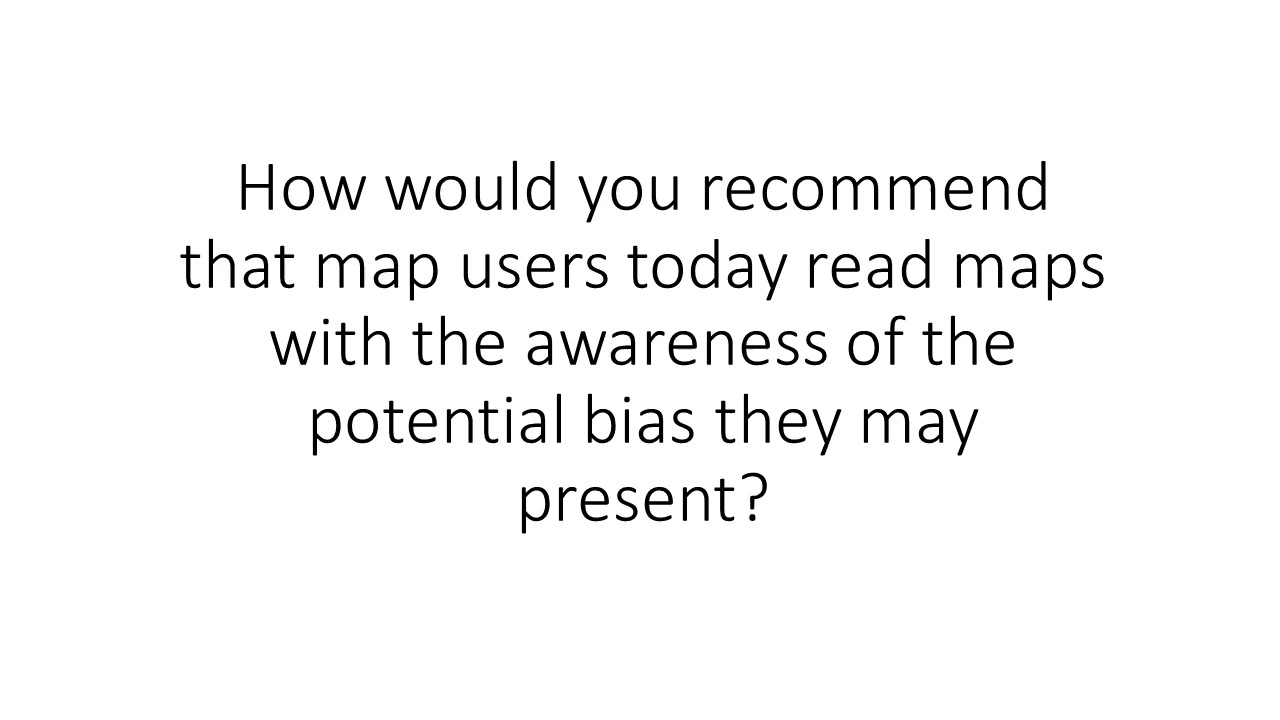 How would you recommend
that map users today read maps
with the awareness of the
potential bias they may
present?